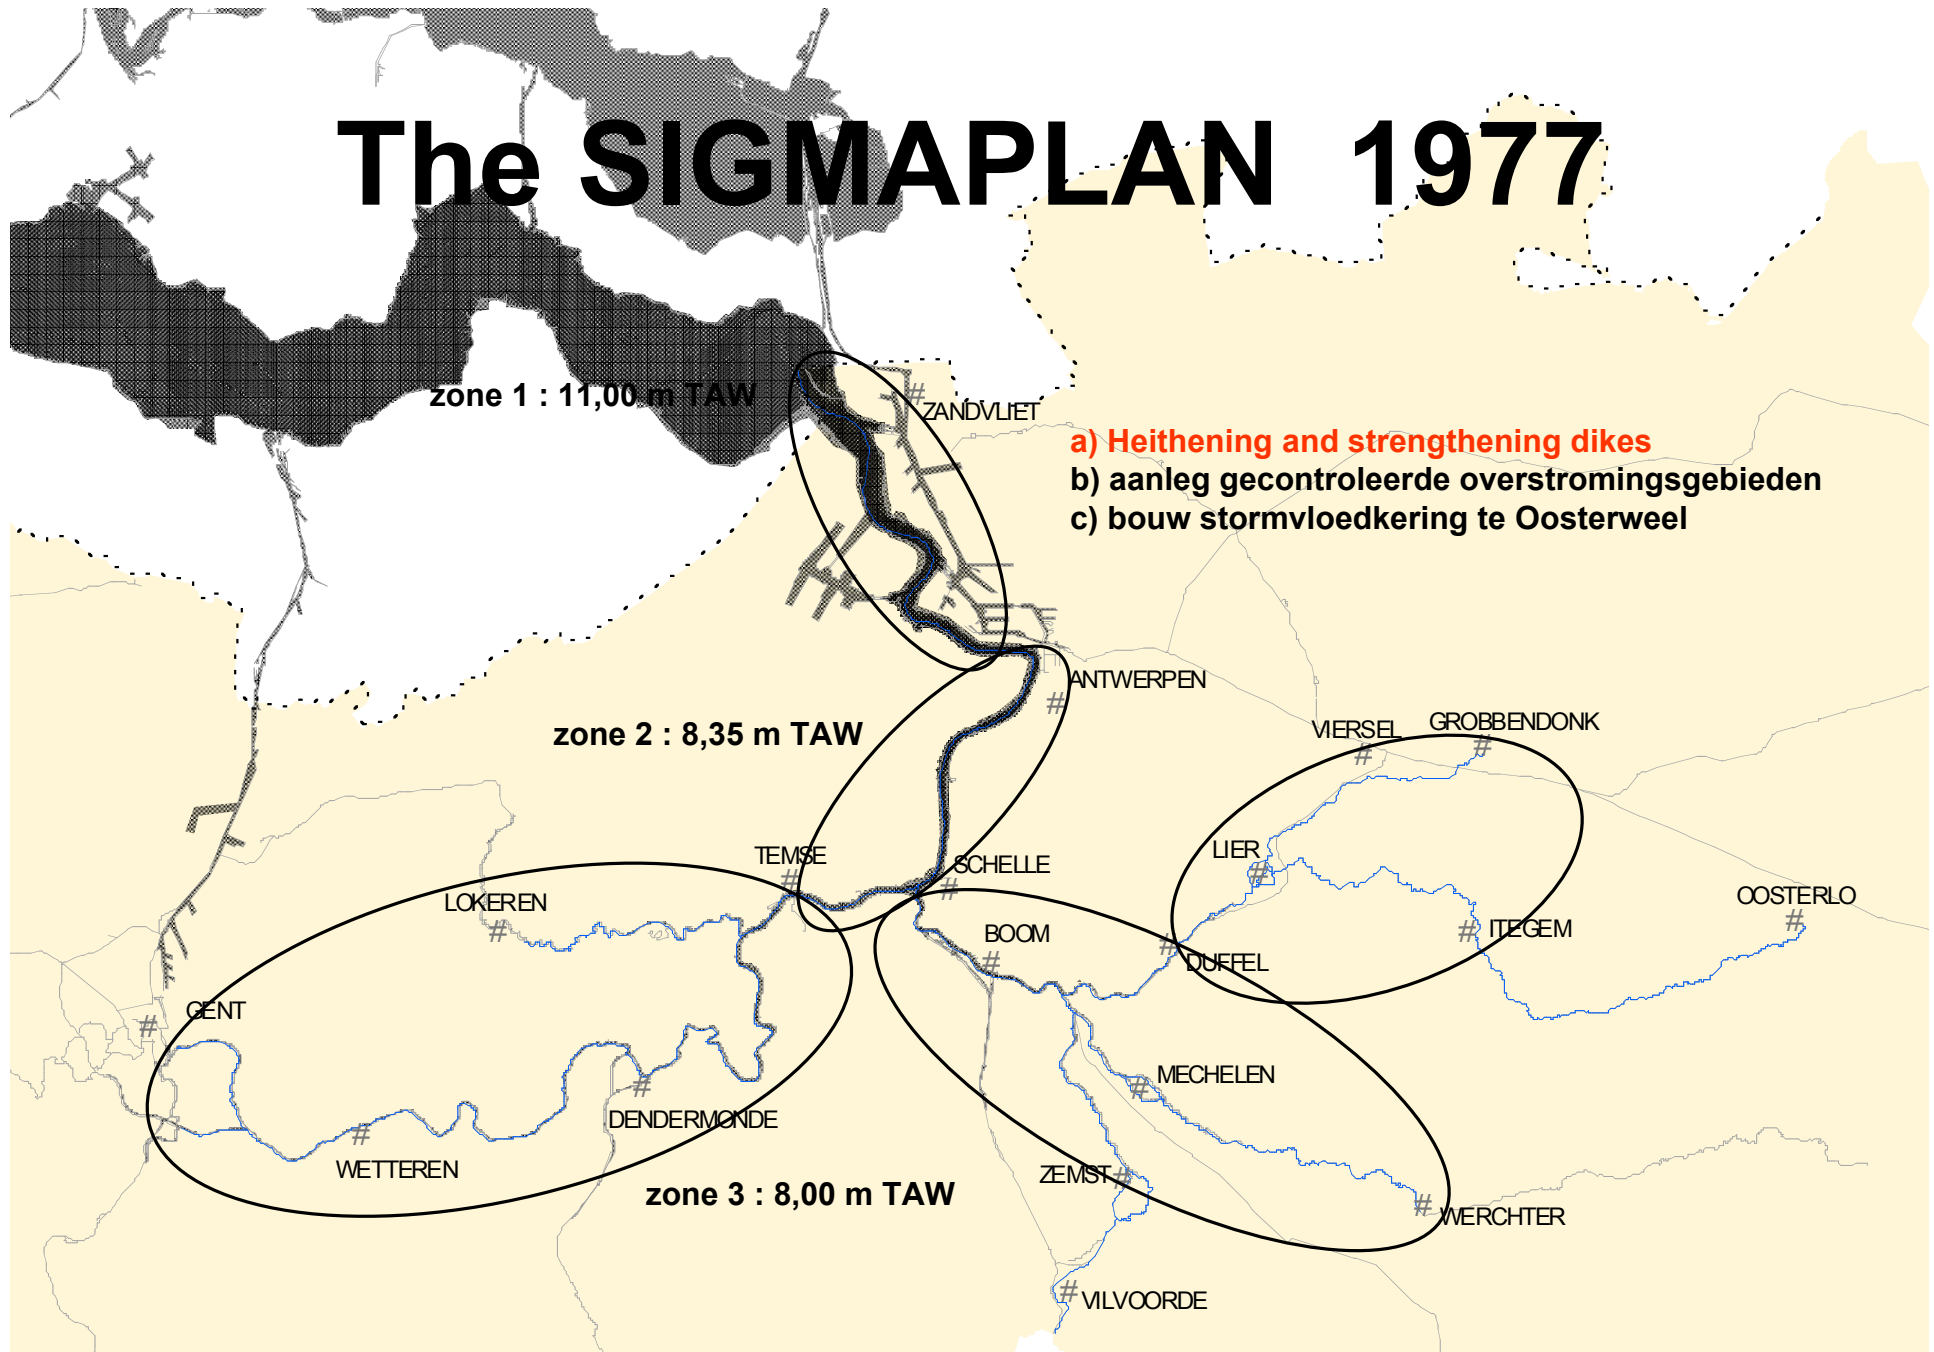 The SIGMAPLAN 1977
zone 1 : 11,00 m TAW
# ZANDVLIET
a) Heithening and strengthening dikes
b) aanleg gecontroleerde overstromingsgebieden
c) bouw stormvloedkering te Oosterweel
# ANTWERPEN
zone 2 : 8,35 m TAW
VIERSEL #
GROBBENDONK #
TEMSE #
SCHELLE #
LIER #
LOKEREN #
OOSTERLO #
BOOM #
# DUFFEL
# ITEGEM
# GENT
# MECHELEN
# DENDERMONDE
# WETTEREN
ZEMST #
zone 3 : 8,00 m TAW
# WERCHTER
# VILVOORDE